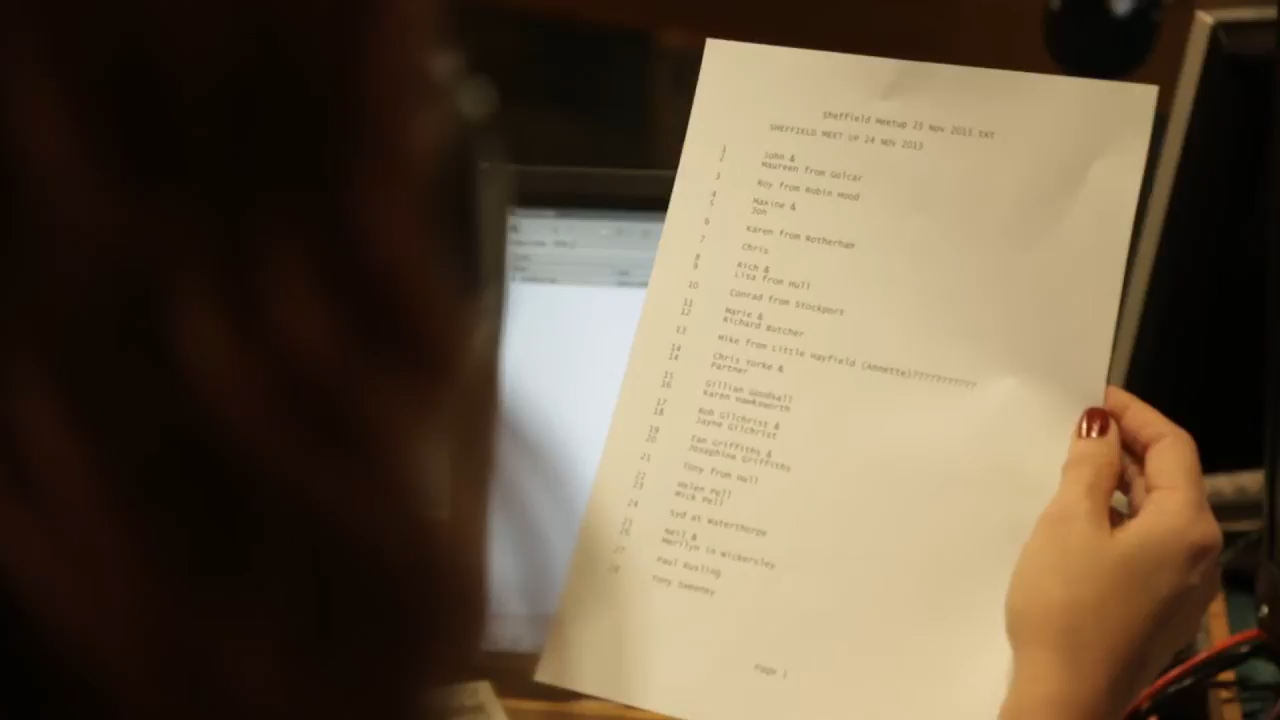 Sheffield Meetup 23 Nov 2013.TXT
SHEFFIELD MEET UP 24 NOV 2013
1 John &
2 Maureen from Golcar
3 Roy from Robin Hood
4 Maxine &
5 Jon
6 Karen from Rotherham
7 Chris
8 Rich &
9 Lisa from Hull
10 Conrad from Stockport
11 Marie &
12 Richard Butcher
13 Mike from Little Hayfield (Annette)???????????
14 Chris Yorke &
14 Partner
15 Gillian Goodsall
16 Karen Hawksworth
17 Rob Gilchrist &
18 Jayne Gilchrist
19 Ian Griffiths &
20 Josephine Griffiths
21 Tony from Hull
22 Helen Pell
23 Mick Pell
24 Syd at Waterthorpe
25 Neil &
26 Merilyn in Wickersley
27 Paul Rusling
28 Tony Sweeney
Page 1